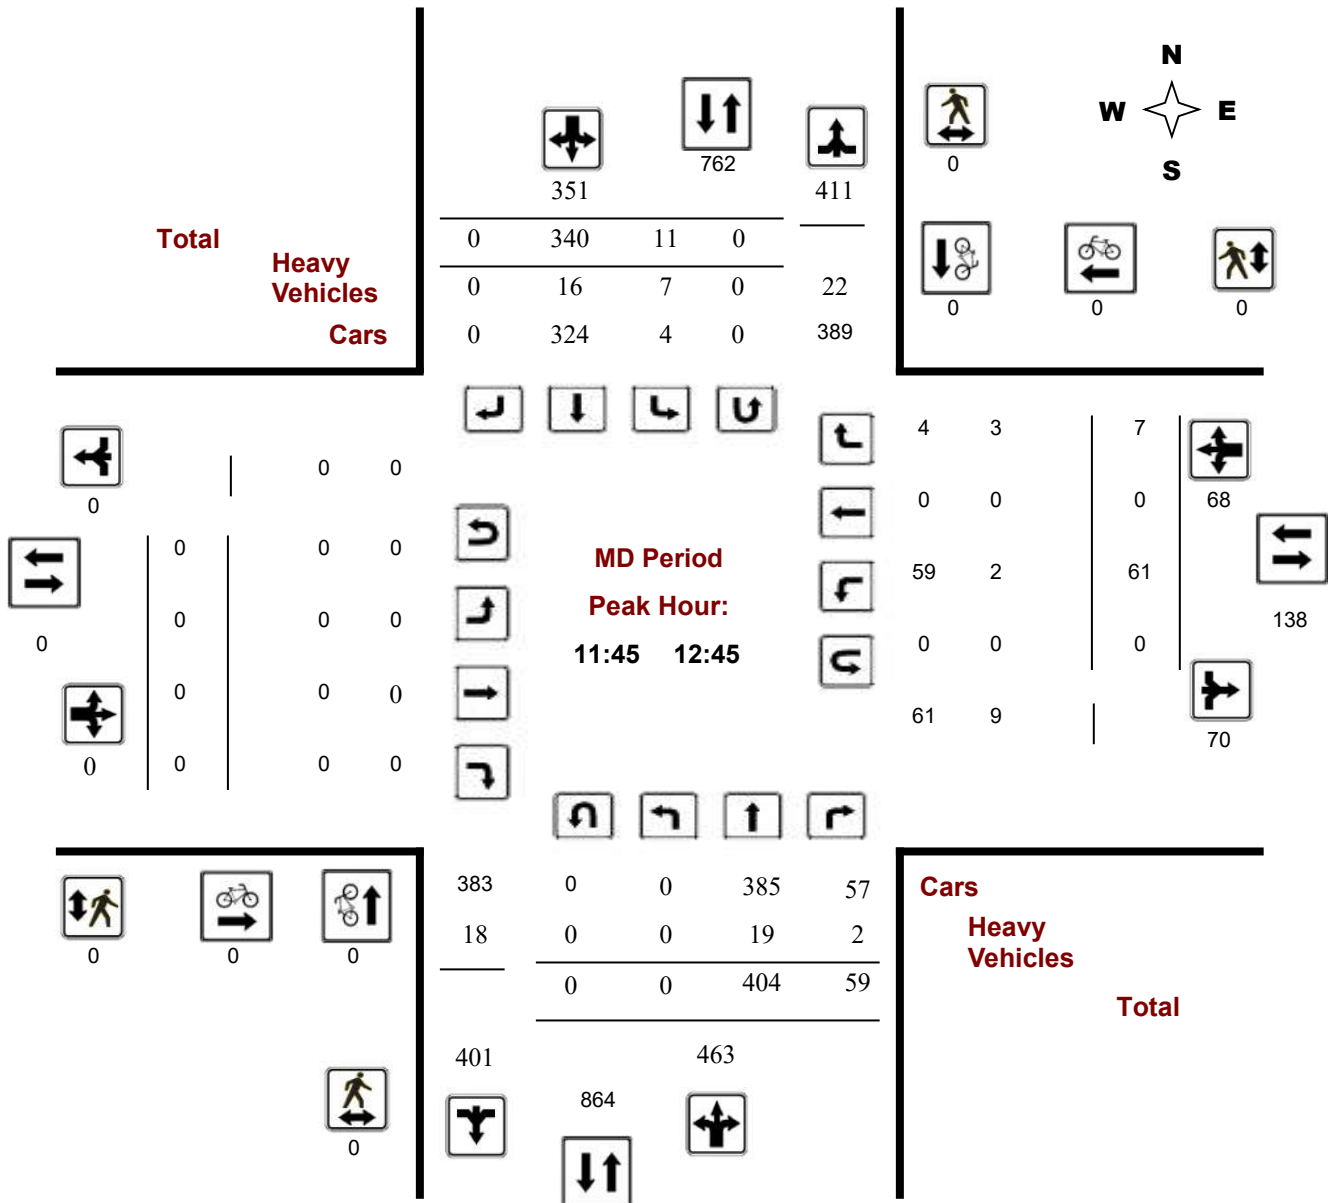 N
W E
S
762
0
351 411
Total
0 340 11 0
Heavy
Vehicles
0 16 7 0 22
0 0 0
Cars
0 324 4 0 389
4 3 7
0 0
0
0 0 0 68
0 0 0
MD Period
59 2 61
Peak Hour:
0 0 0
138
0
11:45 12:45
0 0 0
0 0 0
61 9
70
0
0 0 0
383 0 0 385 57
Cars
18 0 0 19 2
Heavy
Vehicles
0 0 0
0 0 404 59
Total
401 463
864
0